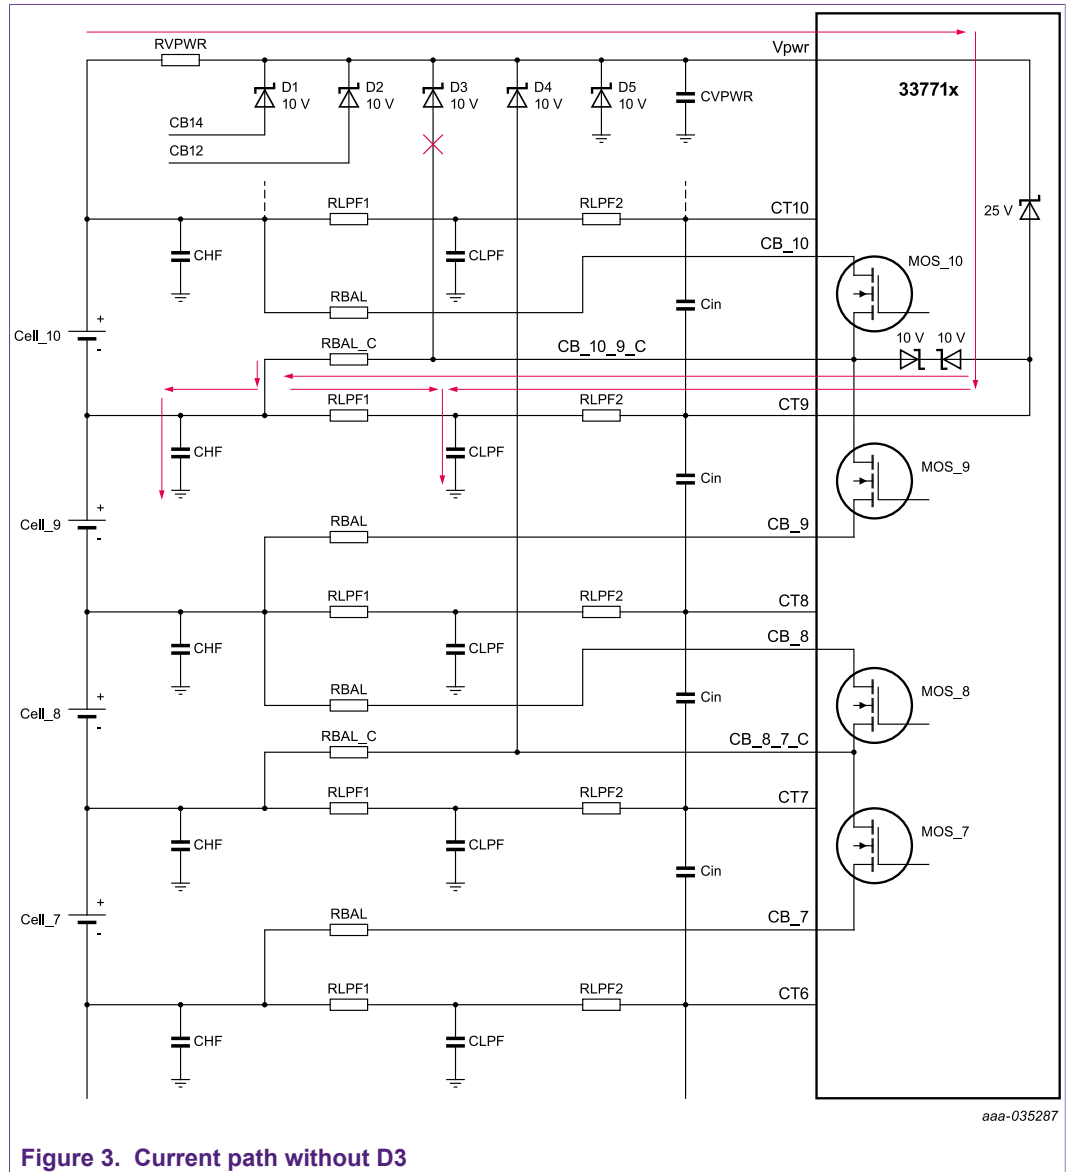 RVPWR
Vpwr
D1
10 V
D2
10 V
D3
10 V
D4
10 V
D5
10 V
CVPWR
33771x
CB14
CB12
RLPF1
RLPF2
CT10
25 V
CHF
CLPF
CB_10
MOS_10
RBAL
Cin
Cell_10
+
-
RBAL_C
CB_10_9_C
10 V
10 V
RLPF1
RLPF2
CT9
CHF
CLPF
MOS_9
Cin
Cell_9
+
-
RBAL
CB_9
RLPF1
RLPF2
CT8
CHF
CLPF
CB_8
MOS_8
RBAL
Cin
Cell_8
+
-
RBAL_C
CB_8_7_C
RLPF1
RLPF2
CT7
CHF
CLPF
MOS_7
Cin
Cell_7
+
-
RBAL
CB_7
RLPF1
RLPF2
CT6
CHF
CLPF
aaa-035287
Figure 3. Current path without D3